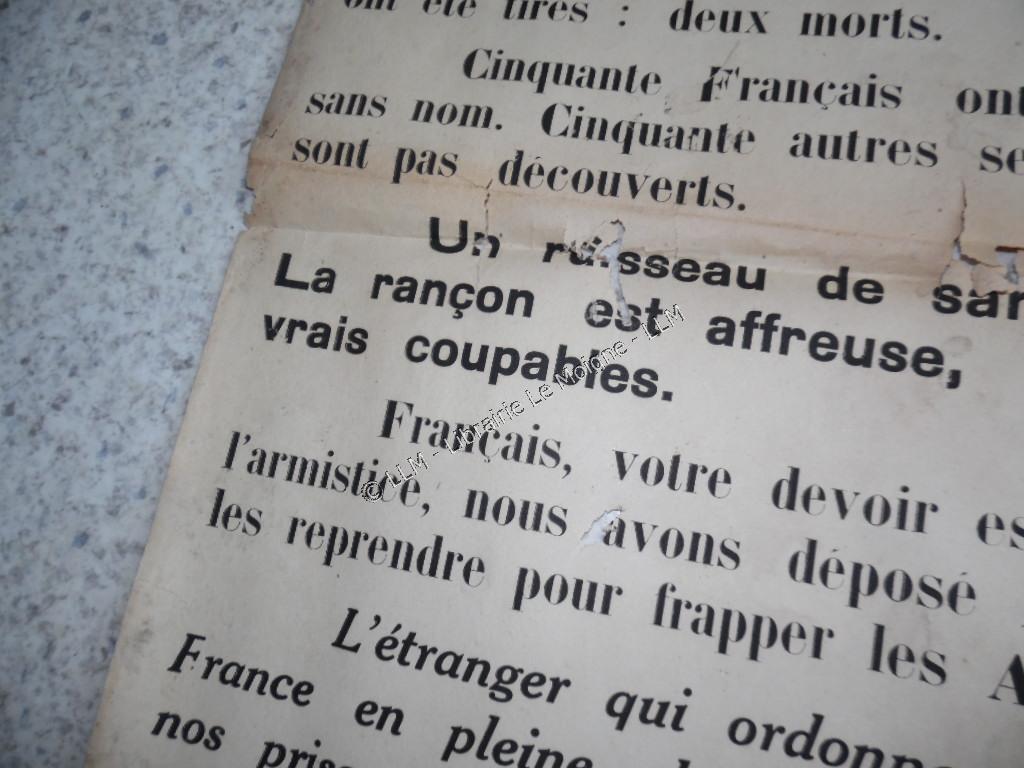 ont été tirés : deux morts.
Cinquante Français ont
sans nom. Cinquante autres se
sont pas découverts.
Un ruisseau de san
La rançon est affreuse,
vrais coupables.
Français, votre devoir es
l'armistice, nous avons déposé
les reprendre pour frapper les A
L'étranger qui ordonne
France en pleine
nos pris
© LLM - Librairie Le Moigne - LLM